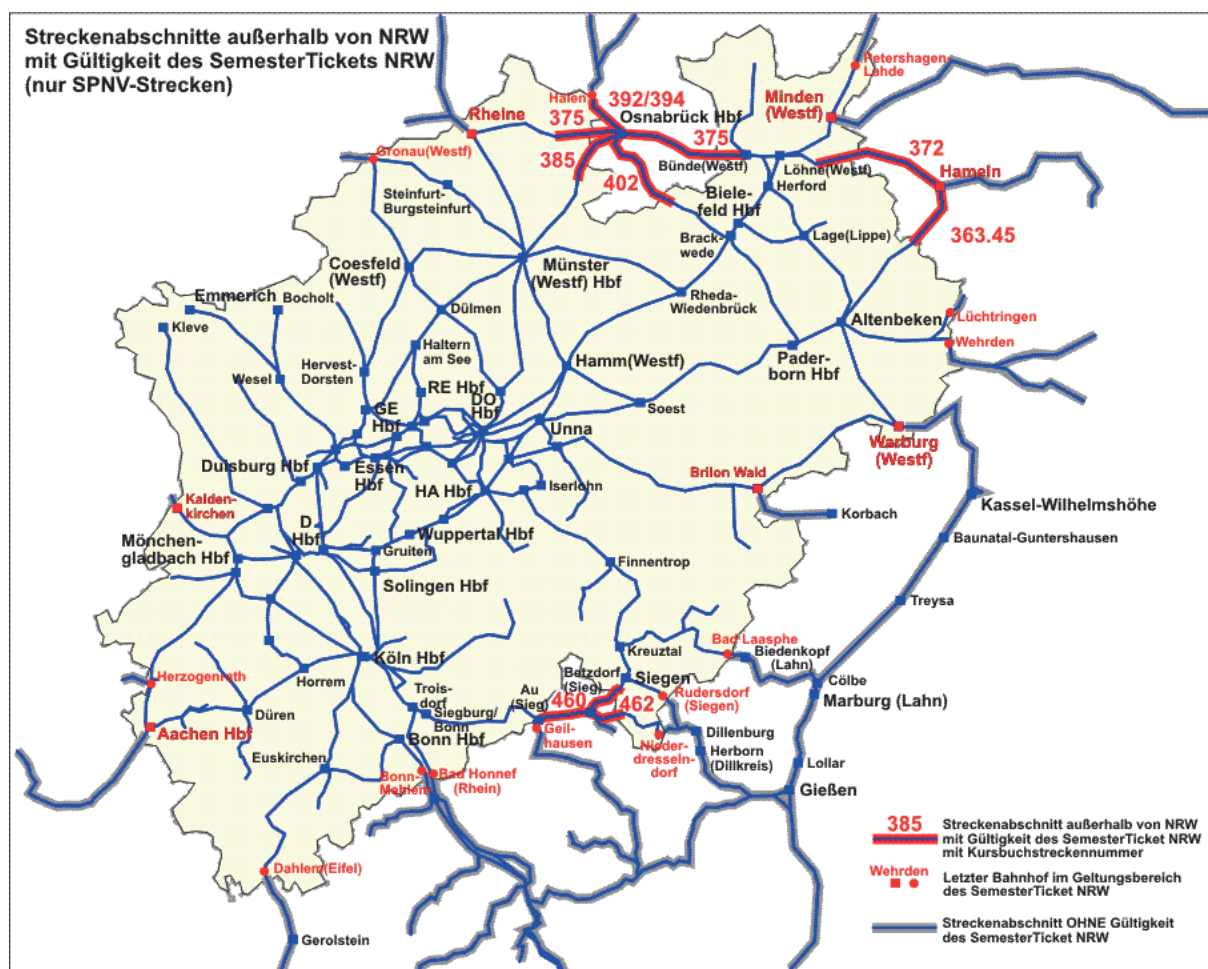 Streckenabschnitte außerhalb von NRW
mit Gültigkeit des SemesterTickets NRW
(nur SPNV-Strecken)
Petershagen
Lahde
Halen
392/394
Minden
(Westf)
Rheine
375
Osnabrück Hbf
375
372
Gronau(Westf)
385
Bünde(Westf)
Löhne(Westf)
Hameln
402
Herford
Steinfurt-
Burgsteinfurt
Biele-
feld Hbf
363.45
Brack-
wede
Lage(Lippe)
Coesfeld
(Westf)
Münster
(Westf) Hbf
Emmerich
Bocholt
Dülmen
Rheda-
Wiedenbrück
Altenbeken
Lüchtringen
Kleve
Wehrden
Haltern
am See
Hervest-
Dorsten
Hamm(Westf)
Pader-
born Hbf
Wesel
RE Hbf
GE
Hbf
DO
Hbf
Soest
Unna
Warburg
(Westf)
Duisburg Hbf
Essen
Hbf
Brilon Wald
HA Hbf
Iserlohn
Kalden-
kirchen
Kassel-Wilhelmshöhe
Korbach
D
Hbf
Wuppertal Hbf
Mönchen-
gladbach Hbf
Gruiten
Baunatal-Guntershausen
Finnentrop
Solingen Hbf
Treysa
Bad Laasphe
Kreuztal
Biedenkopf
(Lahn)
Köln Hbf
Betzdorf
(Sieg)
Siegen
Cölbe
Herzogenrath
Horrem
Trois-
dorf
Au
(Sieg)
460
462
Rudersdorf
(Siegen)
Marburg (Lahn)
Düren
Siegburg/
Bonn
Aachen Hbf
Geil-
hausen
Dillenburg
Bonn Hbf
Nieder-
dresseln-
dorf
Herborn
(Dillkreis)
Euskirchen
Lollar
Bonn-
Mehlem
Bad Honnef
(Rhein)
Gießen
385
Streckenabschnitt außerhalb von NRW
mit Gültigkeit des SemesterTicket NRW
mit Kursbuchstreckennummer
Dahlem(Eifel)
Wehrden
Letzter Bahnhof im Geltungsbereich
des SemesterTicket NRW
Streckenabschnitt OHNE Gültigkeit
des SemesterTicket NRW
Gerolstein